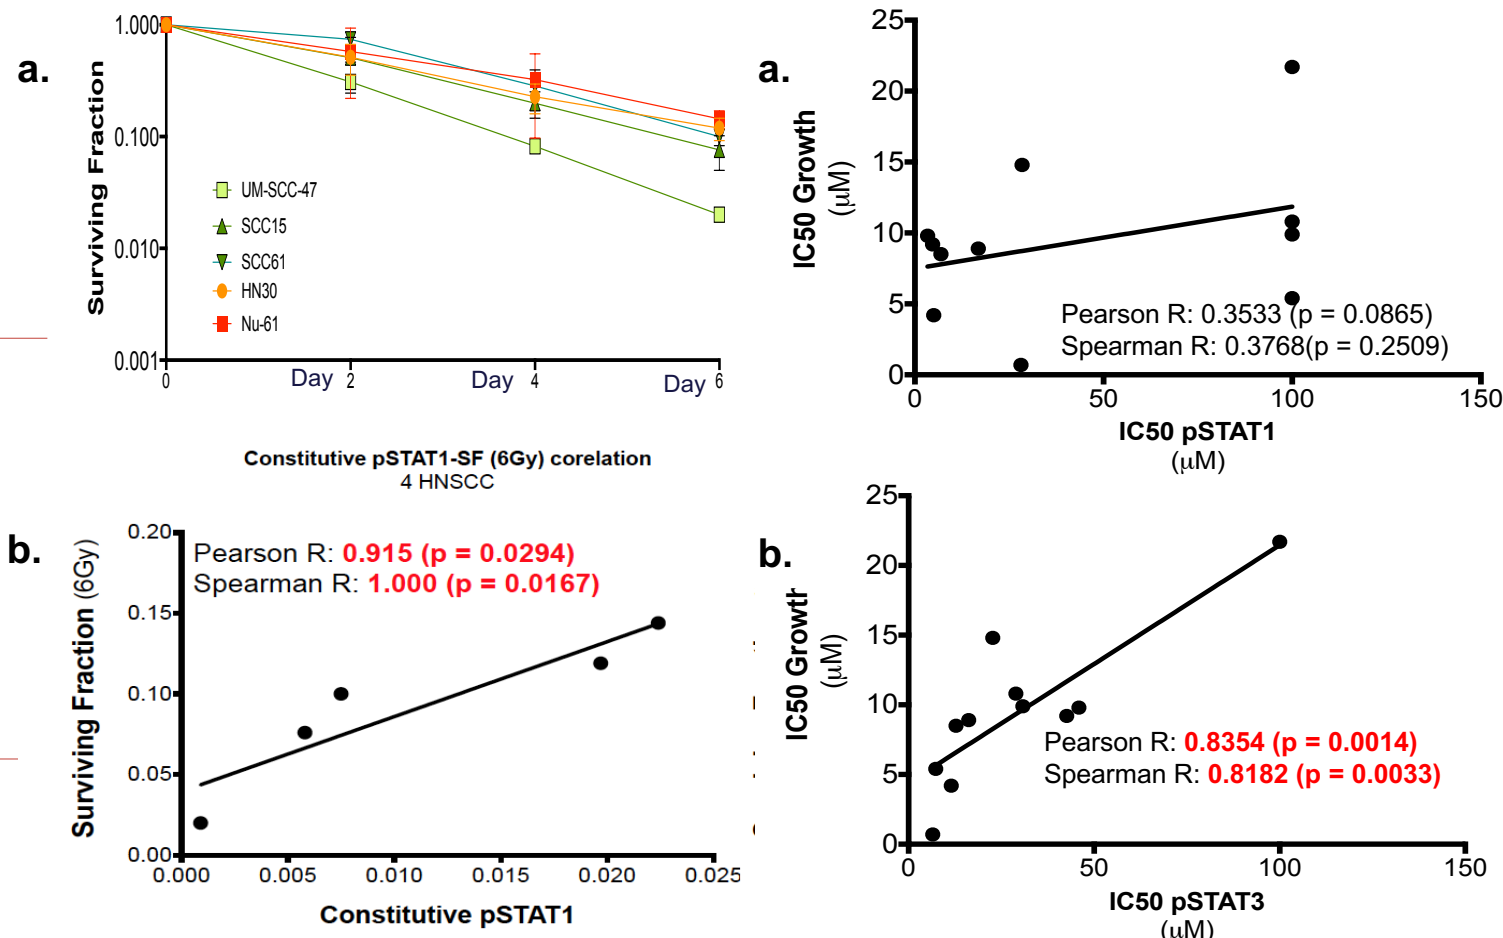 a.
Surviving Fraction
1.000
0.100
0.010
0.001
UM-SCC-47
SCC15
SCC61
HN30
Nu-61
0 Day 2 Day 4 Day 6
Constitutive pSTAT1-SF (6Gy) corelation
4 HNSCC
b.
Surviving Fraction (6Gy)
0.20
0.15
0.10
0.05
0.00
Pearson R: 0.915 (p = 0.0294)
Spearman R: 1.000 (p = 0.0167)
0.000 0.005 0.010 0.015 0.020 0.025
Constitutive pSTAT1
a.
IC50 Growth
(μM)
25
20
15
10
5
0
Pearson R: 0.3533 (p = 0.0865)
Spearman R: 0.3768(p = 0.2509)
0 50 100 150
IC50 pSTAT1
(μM)
b.
IC50 Growth
(μM)
25
20
15
10
5
0
Pearson R: 0.8354 (p = 0.0014)
Spearman R: 0.8182 (p = 0.0033)
0 50 100 150
IC50 pSTAT3
(μM)